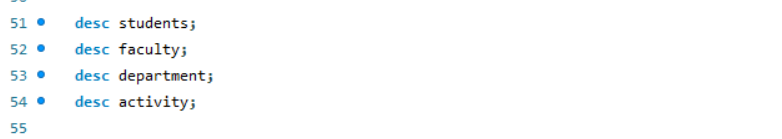 51 desc students;
52 desc faculty;
53 desc department;
54 desc activity;
55